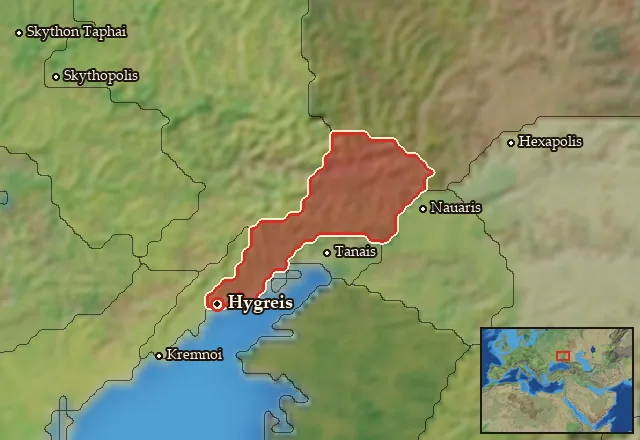 Skython Taphai
Skythopolis
Hexapolis
Nauaris
Tanais
Hygreis
Kremnoi